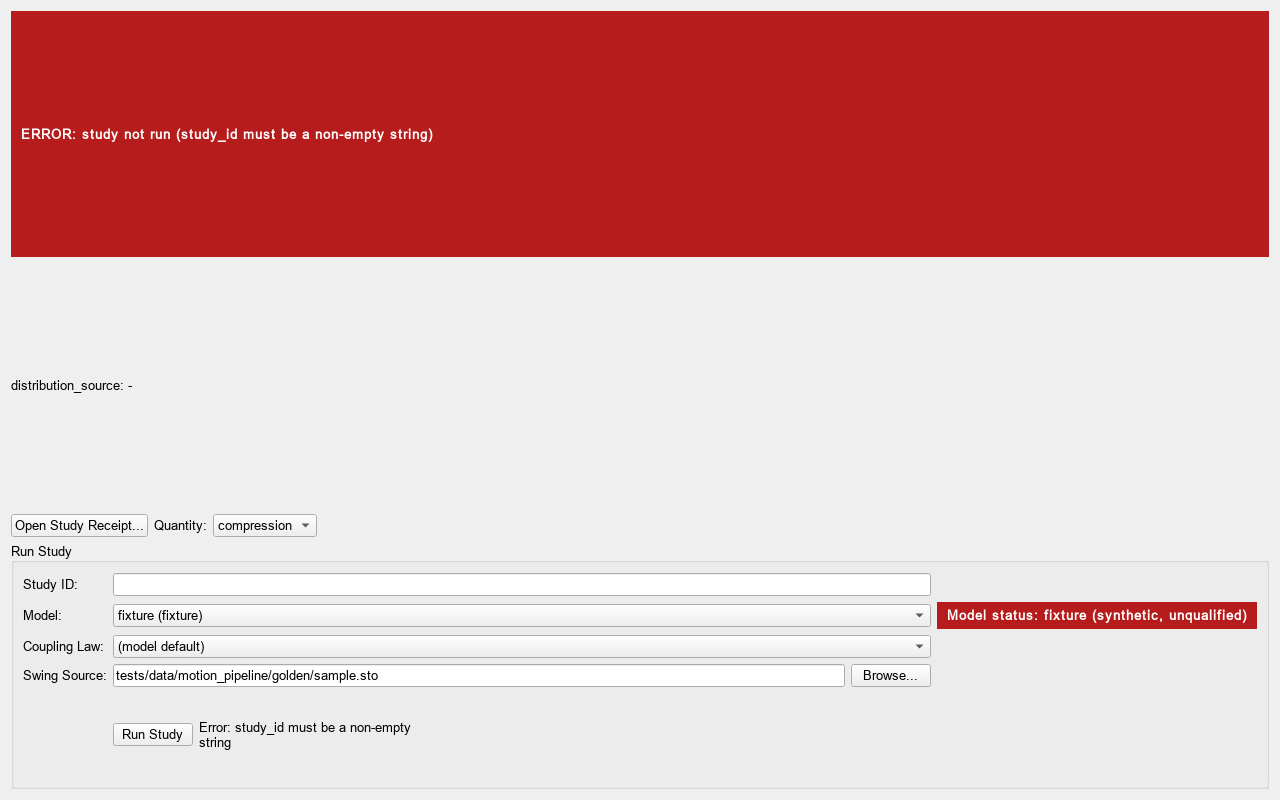 ERROR: study not run (study_id must be a non-empty string)
distribution_source: -
Open Study Receipt... Quantity: compression
Run Study
Study ID:
Model: fixture (fixture) Model status: fixture (synthetic, unqualified)
Coupling Law: (model default)
Swing Source: tests/data/motion_pipeline/golden/sample.sto Browse...
Run Study Error: study_id must be a non-empty
string